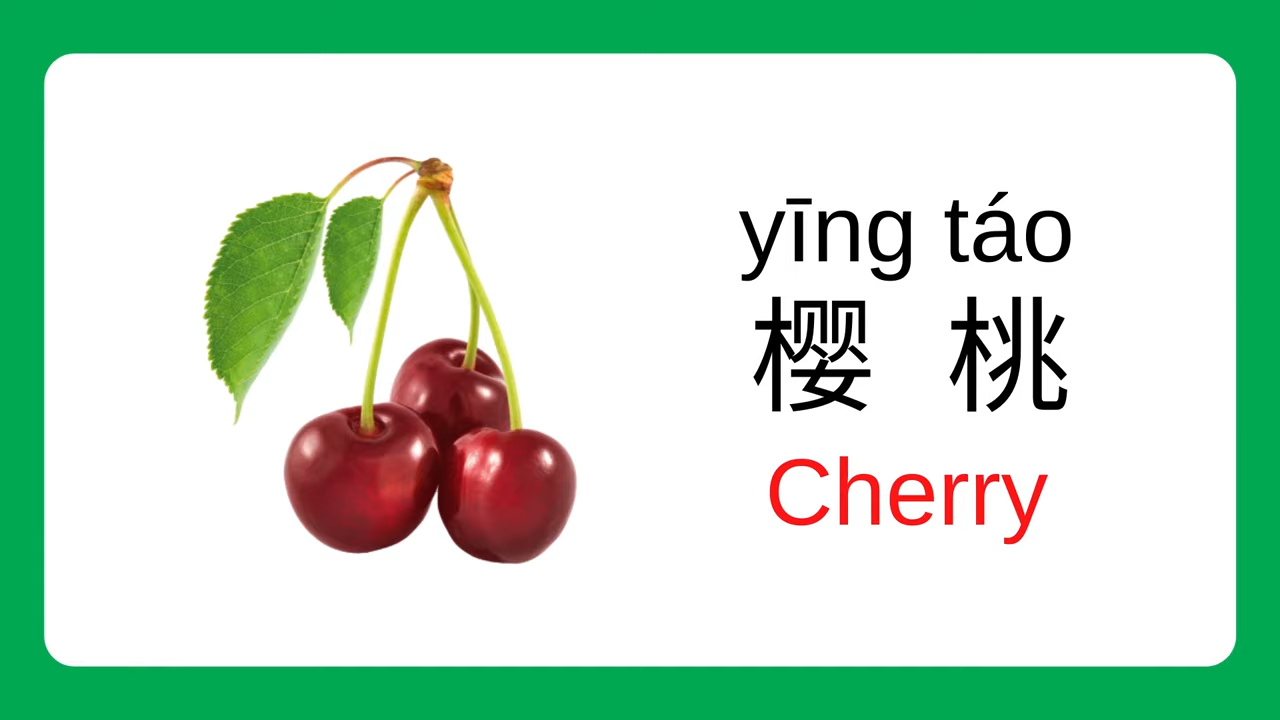 yīng táo
樱 桃
Cherry